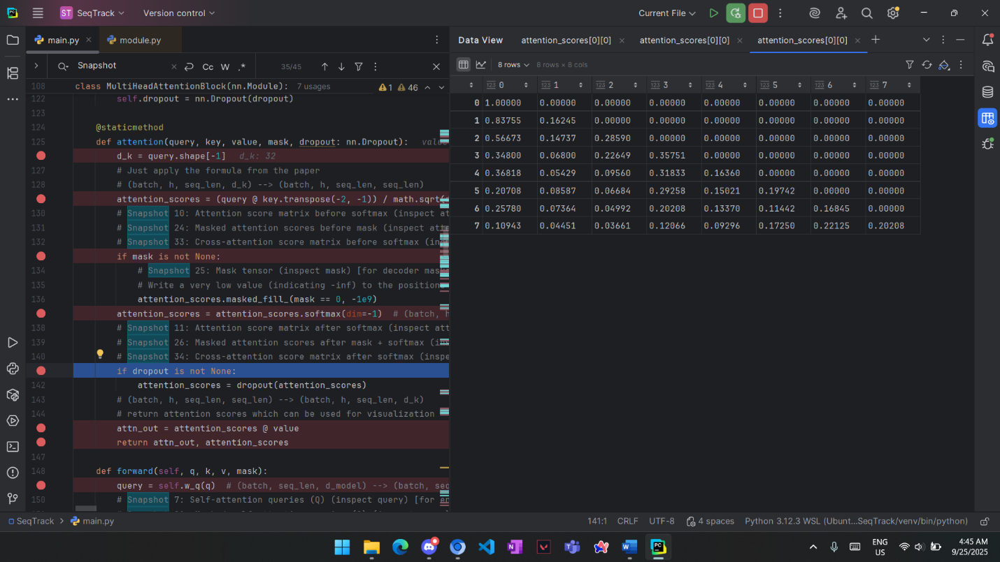 ST SeqTrack Version control Current File
main.py module.py
Data View attention_scores[0][0] attention_scores[0][0] attention_scores[0][0]
Snapshot Cc W .* 35/45
8 rows 8 rows × 8 cols
108 class MultiHeadAttentionBlock(nn.Module): 7 usages 1 46
122 self.dropout = nn.Dropout(dropout)
123
124 @staticmethod
125 def attention(query, key, value, mask, dropout: nn.Dropout): value
d_k = query.shape[-1] d_k: 32
127 # Just apply the formula from the paper
128 # (batch, h, seq_len, d_k) --> (batch, h, seq_len, seq_len)
attention_scores = (query @ key.transpose(-2, -1)) / math.sqrt(
130 # Snapshot 10: Attention score matrix before softmax (inspect at
131 # Snapshot 24: Masked attention scores before mask (inspect atte
132 # Snapshot 33: Cross-attention score matrix before softmax (in
if mask is not None:
134 # Snapshot 25: Mask tensor (inspect mask) [for decoder mas
135 # Write a very low value (indicating -inf) to the position
136 attention_scores.masked_fill_(mask == 0, -1e9)
attention_scores = attention_scores.softmax(dim=-1) # (batch, h
138 # Snapshot 11: Attention score matrix after softmax (inspect att
139 # Snapshot 26: Masked attention scores after mask + softmax (in
140 # Snapshot 34: Cross-attention score matrix after softmax (inspe
if dropout is not None:
142 attention_scores = dropout(attention_scores)
143 # (batch, h, seq_len, seq_len) --> (batch, h, seq_len, d_k)
144 # return attention scores which can be used for visualization
attn_out = attention_scores @ value
return attn_out, attention_scores
147
148 def forward(self, q, k, v, mask):
query = self.w_q(q) # (batch, seq_len, d_model) --> (batch, seq
150 # Snapshot 7: Self-attention queries (Q) (inspect query) [for en
123 0 123 1 123 2 123 3 123 4 123 5 123 6 123 7
0 1.00000 0.00000 0.00000 0.00000 0.00000 0.00000 0.00000 0.00000
1 0.83755 0.16245 0.00000 0.00000 0.00000 0.00000 0.00000 0.00000
2 0.56673 0.14737 0.28590 0.00000 0.00000 0.00000 0.00000 0.00000
3 0.34800 0.06800 0.22649 0.35751 0.00000 0.00000 0.00000 0.00000
4 0.36818 0.05429 0.09560 0.31833 0.16360 0.00000 0.00000 0.00000
5 0.20708 0.08587 0.06684 0.29258 0.15021 0.19742 0.00000 0.00000
6 0.25780 0.07364 0.04992 0.20208 0.13370 0.11442 0.16845 0.00000
7 0.10943 0.04451 0.03661 0.12066 0.09296 0.17250 0.22125 0.20208
SeqTrack > main.py 141:1 CRLF UTF-8 4 spaces Python 3.12.3 WSL (Ubunt...SeqTrack/venv/bin/python)
ENG
US
4:45 AM
9/25/2025